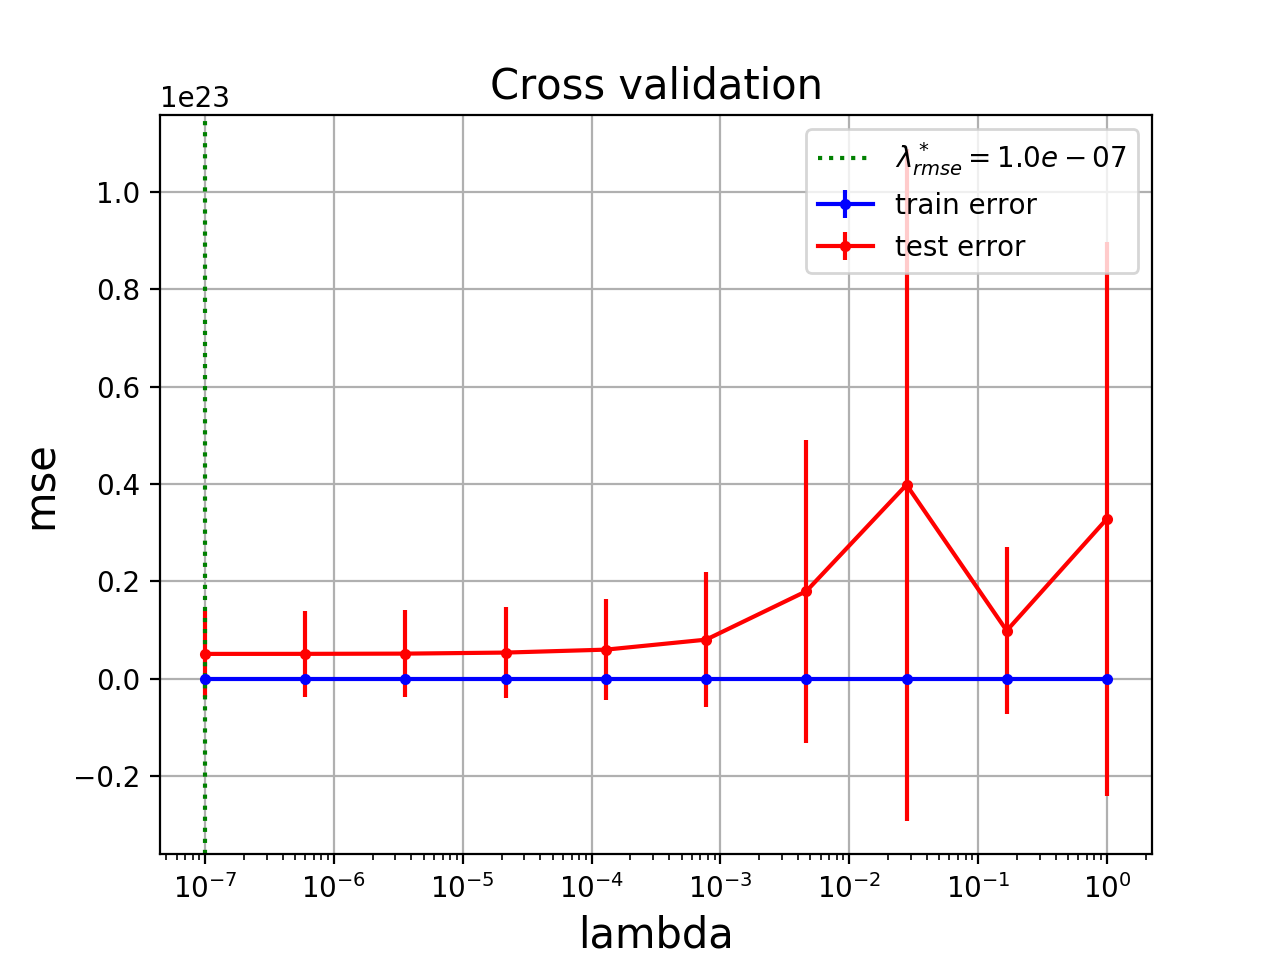 Cross validation
1e23
λ*rmse = 1.0e − 07
train error
test error
1.0
0.8
0.6
0.4
0.2
0.0
−0.2
mse
10⁻⁷ 10⁻⁶ 10⁻⁵ 10⁻⁴ 10⁻³ 10⁻² 10⁻¹ 10⁰
lambda